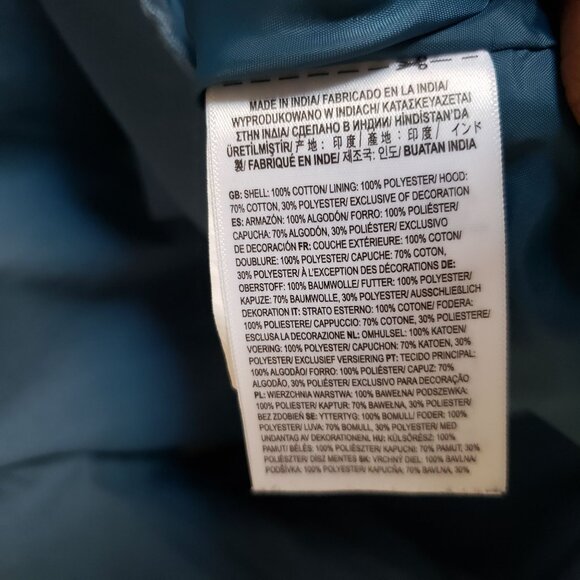 MADE IN INDIA/ FABRICADO EN LA INDIA/
WYPRODUKOWANO W INDIACH/ ΚΑΤΑΣΚΕΥΑΖΕΤΑΙ
ΣΤΗΝ INDIA/ СДЕЛАНО В ИНДИИ/ HİNDİSTAN'DA
ÜRETİLMİŞTİR/ 产 地 : 印 度/ 產 地 : 印 度/ インド
製/ FABRIQUÉ EN INDE/ 제조국: 인도/ BUATAN INDIA
GB: SHELL: 100% COTTON/ LINING: 100% POLYESTER/ HOOD:
70% COTTON, 30% POLYESTER/ EXCLUSIVE OF DECORATION
ES: ARMAZÓN: 100% ALGODÓN/ FORRO: 100% POLIÉSTER/
CAPUCHA: 70% ALGODÓN, 30% POLIÉSTER/ EXCLUSIVO
DE DECORACIÓN FR: COUCHE EXTÉRIEURE: 100% COTON/
DOUBLURE: 100% POLYESTER/ CAPUCHE: 70% COTON,
30% POLYESTER/ À L'EXCEPTION DES DÉCORATIONS DE:
OBERSTOFF: 100% BAUMWOLLE/ FUTTER: 100% POLYESTER/
KAPUZE: 70% BAUMWOLLE, 30% POLYESTER/ AUSSCHLIEßLICH
DEKORATION IT: STRATO ESTERNO: 100% COTONE/ FODERA:
100% POLIESTERE/ CAPPUCCIO: 70% COTONE, 30% POLIESTERE/
ESCLUSA LA DECORAZIONE NL: OMHULSEL: 100% KATOEN/
VOERING: 100% POLYESTER/ CAPUCHON: 70% KATOEN, 30%
POLYESTER/ EXCLUSIEF VERSIERING PT: TECIDO PRINCIPAL:
100% ALGODÃO/ FORRO: 100% POLIÉSTER/ CAPUZ: 70%
ALGODÃO, 30% POLIÉSTER/ EXCLUSIVO PARA DECORAÇÃO
PL: WIERZCHNIA WARSTWA: 100% BAWEŁNA/ PODSZEWKA:
100% POLIESTER/ KAPTUR: 70% BAWEŁNA, 30% POLIESTER/
BEZ ZDOBIEŃ SE: YTTERTYG: 100% BOMULL/ FODER: 100%
POLYESTER/ LUVA: 70% BOMULL, 30% POLYESTER/ MED
UNDANTAG AV DEKORATIONEN/. HU: KÜLSŐRÉSZ: 100%
PAMUT/ BÉLÉS: 100% POLIÉSZTER/ KAPUCNI: 70% PAMUT, 30%
POLIÉSZTER/ DÍSZ MENTES SK: VRCHNÝ DIEL: 100% BAVLNA/
PODŠÍVKA: 100% POLYESTER/ KAPUCŇA: 70% BAVLNA, 30%